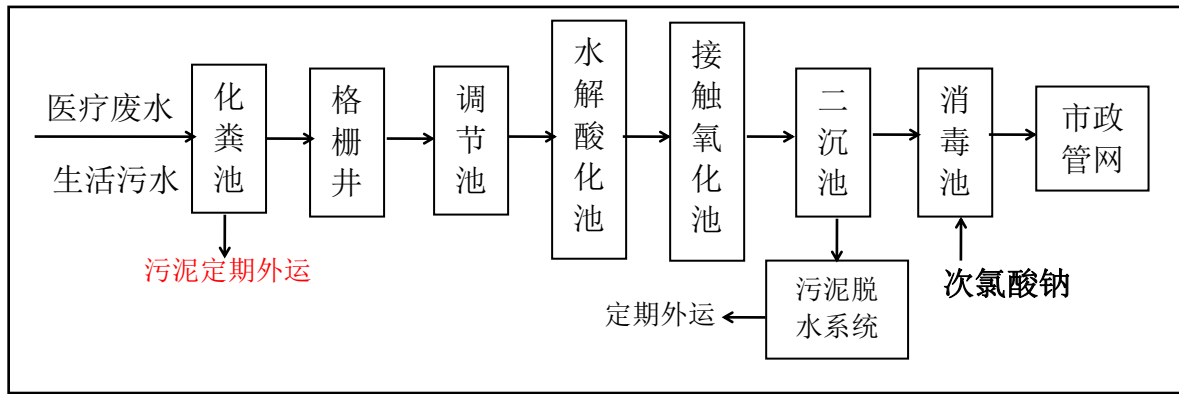 医疗废水
生活污水
化粪池
格栅井
调节池
水解酸化池
接触氧化池
二沉池
消毒池
市政
管网
污泥定期外运
定期外运
污泥脱
水系统
次氯酸钠